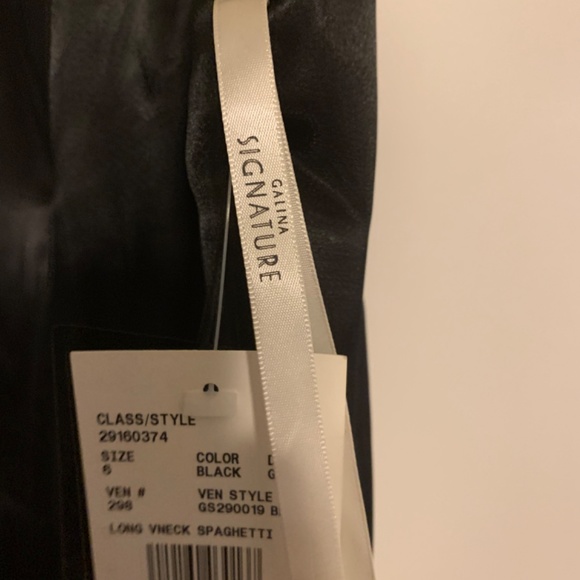 GALINA
SIGNATURE
CLASS/STYLE
29160374
SIZE COLOR
6 BLACK G
VEN # VEN STYLE
298 GS290019 B
LONG VNECK SPAGHETTI